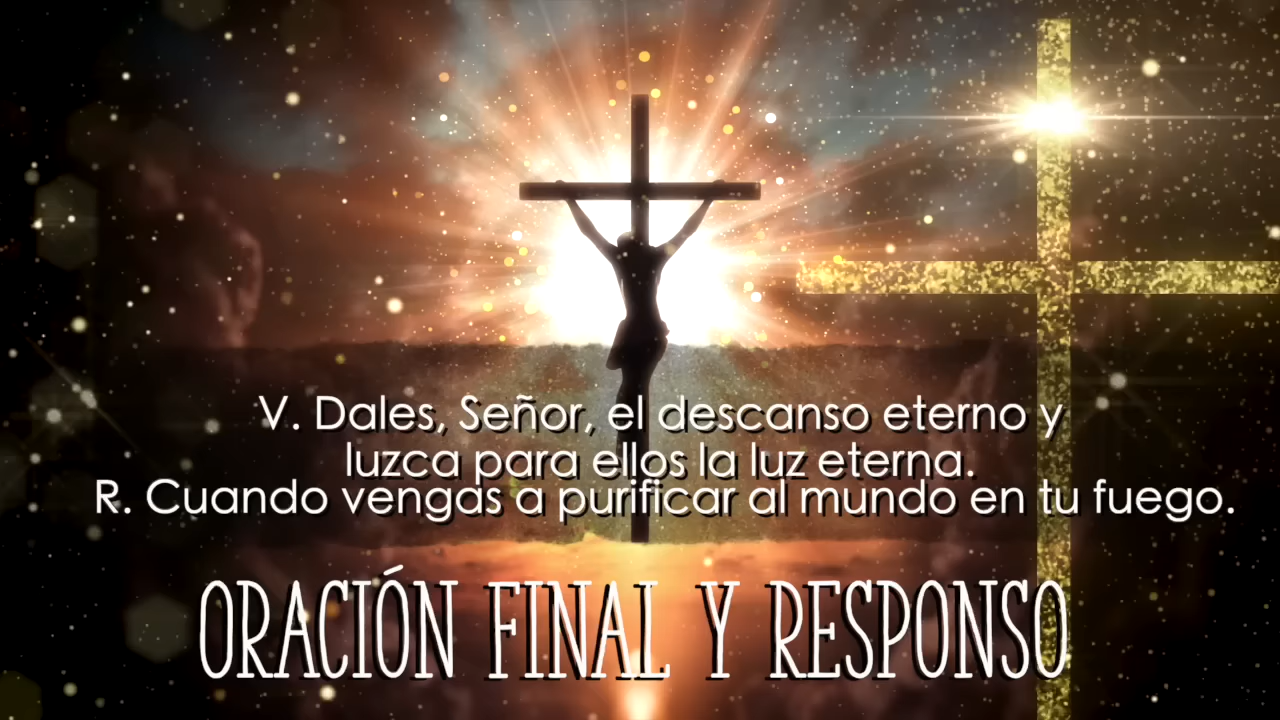 V. Dales, Señor, el descanso eterno y
luzca para ellos la luz eterna.
R. Cuando vengas a purificar al mundo en tu fuego.
ORACIÓN FINAL Y RESPONSO